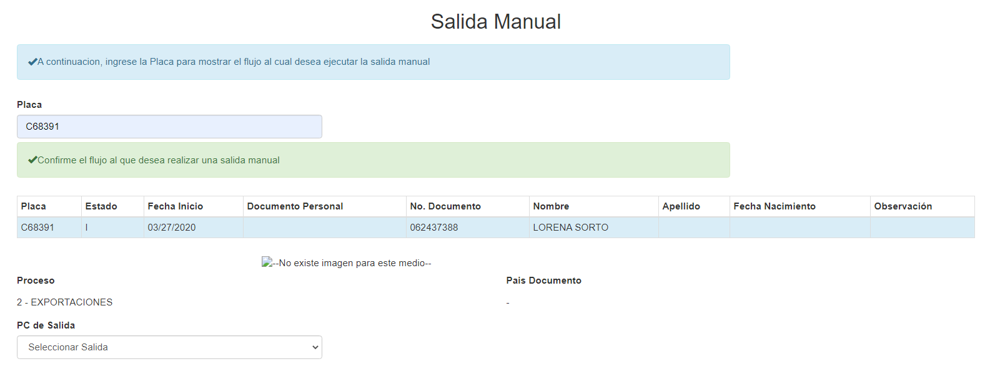 Salida Manual
A continuacion, ingrese la Placa para mostrar el flujo al cual desea ejecutar la salida manual
Placa
C68391
Confirme el flujo al que desea realizar una salida manual
Placa Estado Fecha Inicio Documento Personal No. Documento Nombre Apellido Fecha Nacimiento Observación
C68391 I 03/27/2020 062437388 LORENA SORTO
--No existe imagen para este medio--
Proceso Pais Documento
2 - EXPORTACIONES -
PC de Salida
Seleccionar Salida